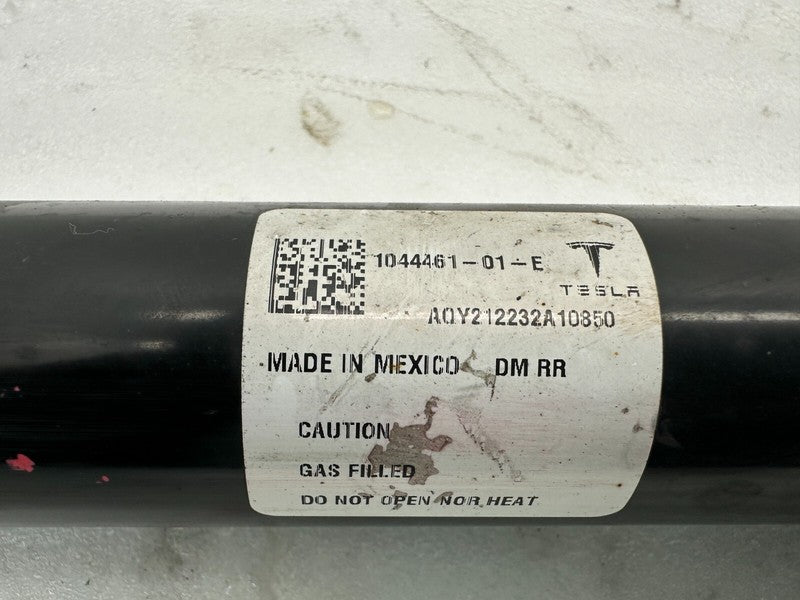 1044461-01-E
TESLA
AQY212232A10850
MADE IN MEXICO DM RR
CAUTION
GAS FILLED
DO NOT OPEN NOR HEAT